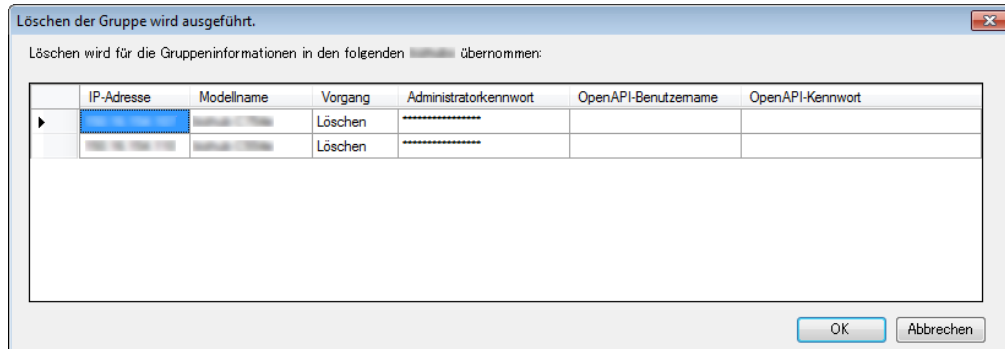 Löschen der Gruppe wird ausgeführt.
Löschen wird für die Gruppeninformationen in den folgenden übernommen:
IP-Adresse Modellname Vorgang Administratorkennwort OpenAPI-Benutzername OpenAPI-Kennwort
Löschen ****************
Löschen ****************
OK Abbrechen